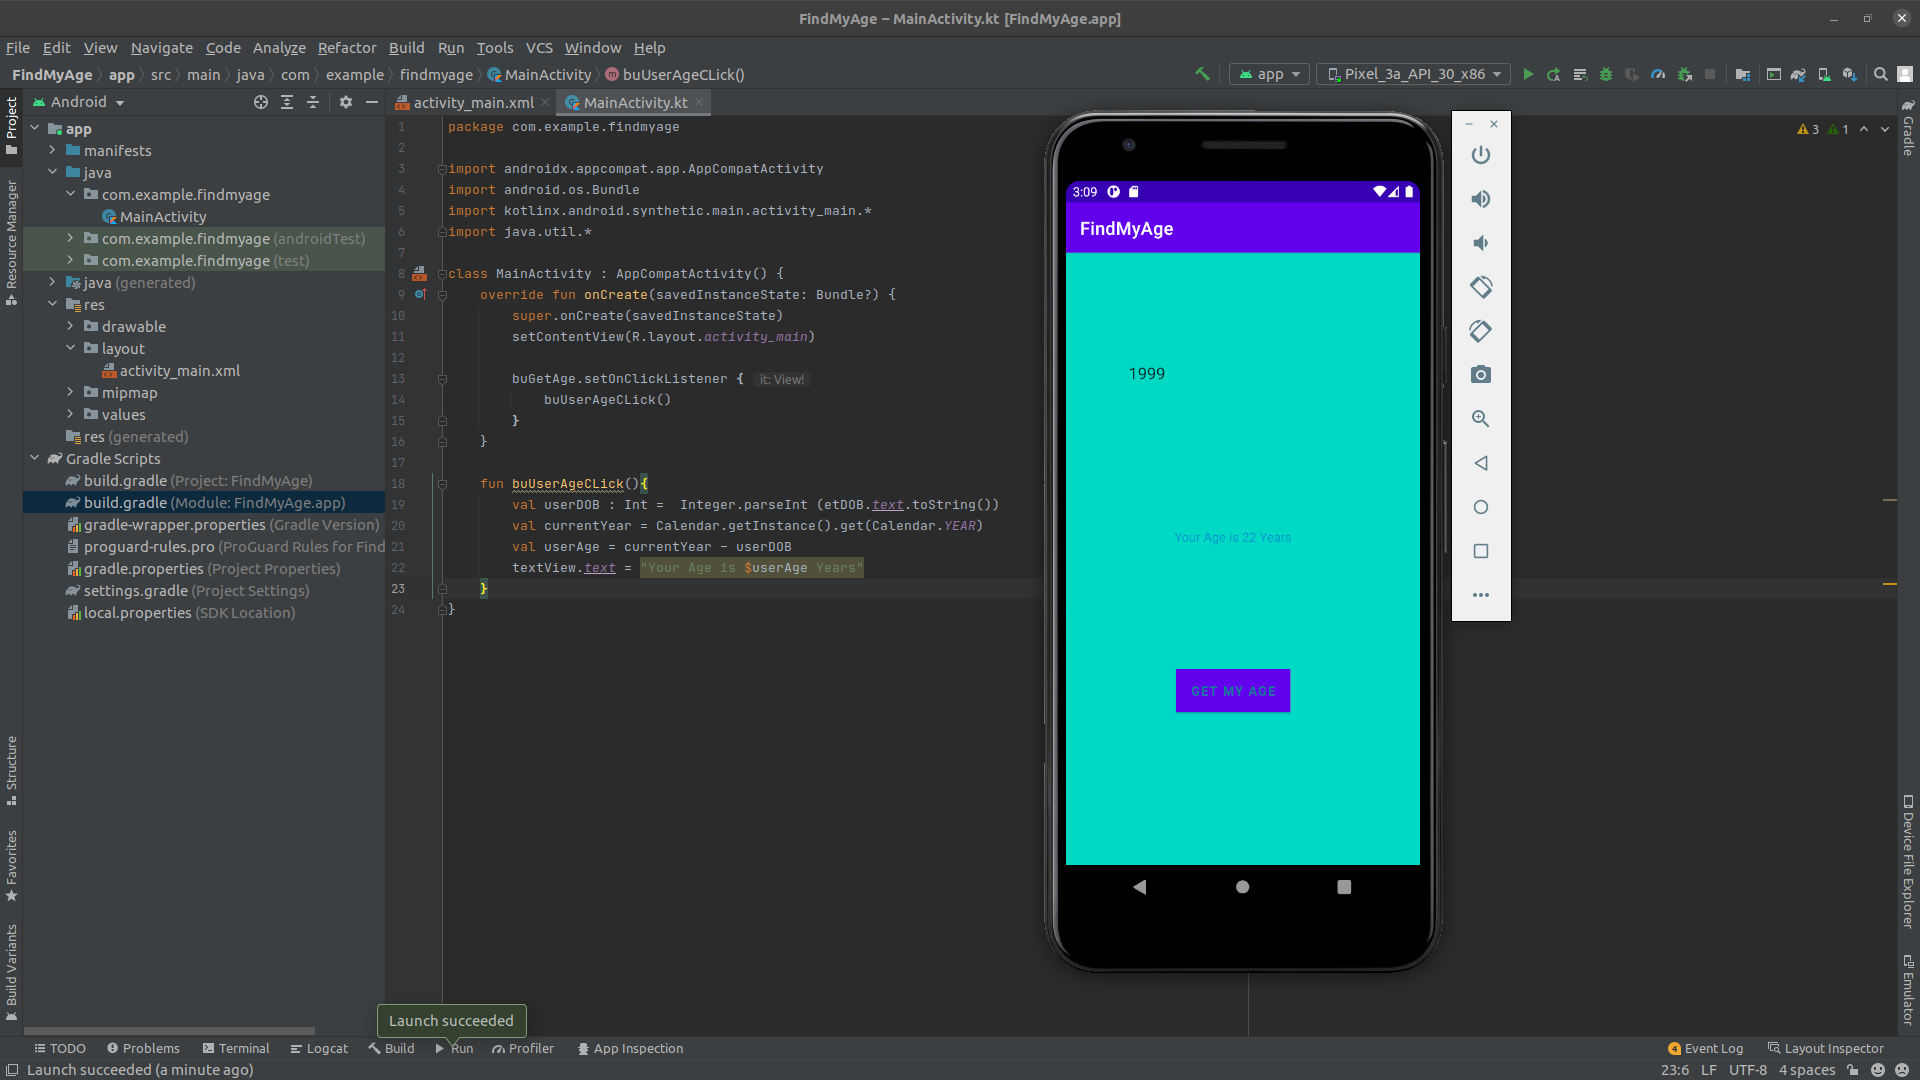 FindMyAge – MainActivity.kt [FindMyAge.app]
File Edit View Navigate Code Analyze Refactor Build Run Tools VCS Window Help
FindMyAge app src main java com example findmyage MainActivity buUserAgeCLick()
app Pixel_3a_API_30_x86
Android
activity_main.xml MainActivity.kt
Project
Resource Manager
Structure
Favorites
Build Variants
app
manifests
java
com.example.findmyage
MainActivity
com.example.findmyage (androidTest)
com.example.findmyage (test)
java (generated)
res
drawable
layout
activity_main.xml
mipmap
values
res (generated)
Gradle Scripts
build.gradle (Project: FindMyAge)
build.gradle (Module: FindMyAge.app)
gradle-wrapper.properties (Gradle Version)
proguard-rules.pro (ProGuard Rules for Find
gradle.properties (Project Properties)
settings.gradle (Project Settings)
local.properties (SDK Location)
1 package com.example.findmyage
2
3 import androidx.appcompat.app.AppCompatActivity
4 import android.os.Bundle
5 import kotlinx.android.synthetic.main.activity_main.*
6 import java.util.*
7
8 class MainActivity : AppCompatActivity() {
9 override fun onCreate(savedInstanceState: Bundle?) {
10 super.onCreate(savedInstanceState)
11 setContentView(R.layout.activity_main)
12
13 buGetAge.setOnClickListener { it: View!
14 buUserAgeCLick()
15 }
16 }
17
18 fun buUserAgeCLick(){
19 val userDOB : Int =  Integer.parseInt (etDOB.text.toString())
20 val currentYear = Calendar.getInstance().get(Calendar.YEAR)
21 val userAge = currentYear - userDOB
22 textView.text = "Your Age is $userAge Years"
23 }
24 }
3 1
3:09
FindMyAge
1999
Your Age is 22 Years
GET MY AGE
Gradle
Device File Explorer
Emulator
Launch succeeded
TODO Problems Terminal Logcat Build Run Profiler App Inspection
4 Event Log Layout Inspector
Launch succeeded (a minute ago)
23:6 LF UTF-8 4 spaces